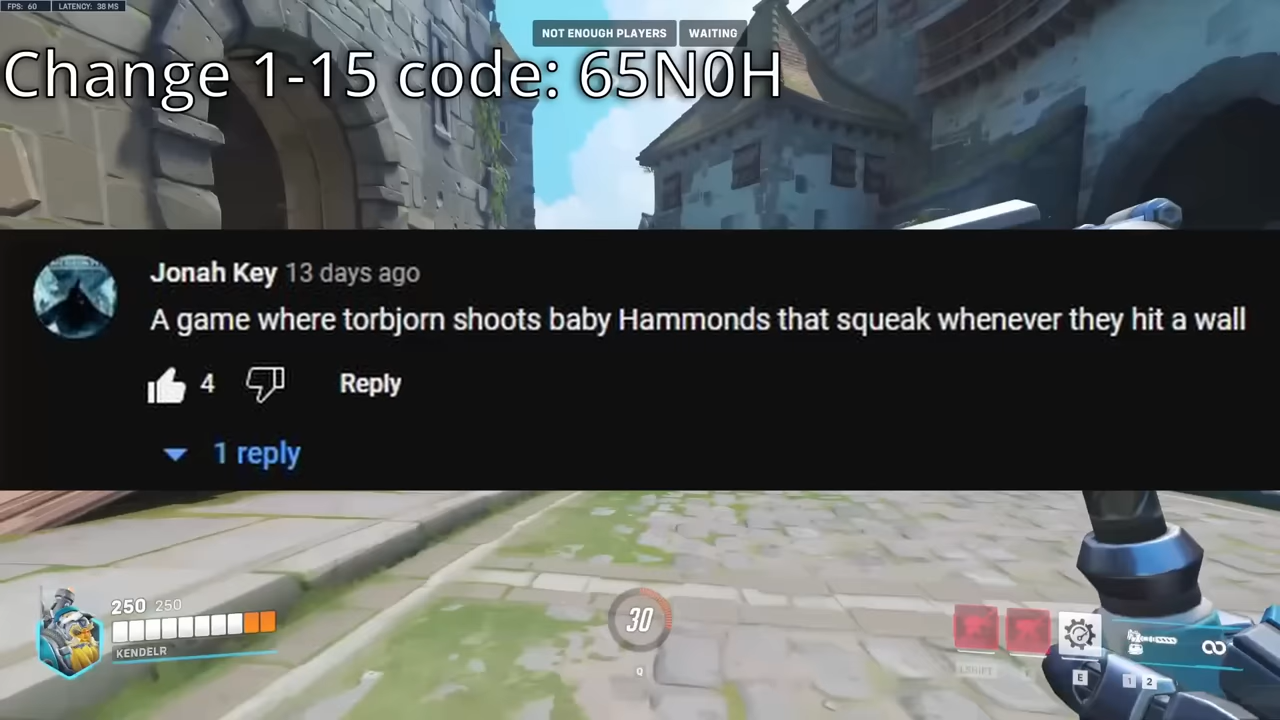 FPS: 60 LATENCY: 38 MS
NOT ENOUGH PLAYERS WAITING
Change 1-15 code: 65N0H
Jonah Key 13 days ago
A game where torbjorn shoots baby Hammonds that squeak whenever they hit a wall
4 Reply
1 reply
250 250
KENDELR
30
Q
LSHIFT
E
1 2